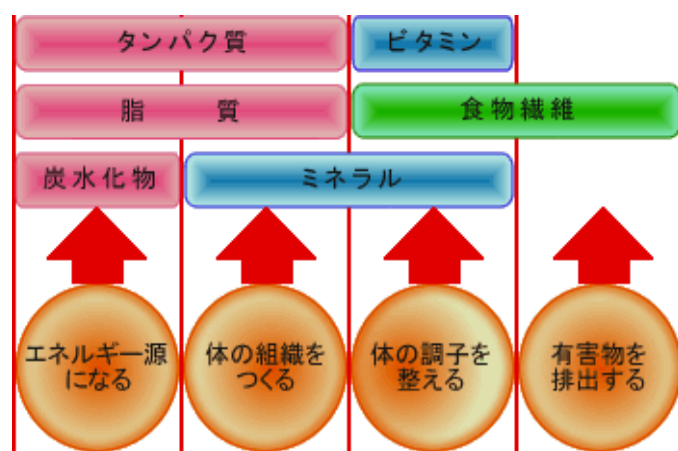 タンパク質
ビタミン
脂質
食物繊維
炭水化物
ミネラル
エネルギー源
になる
体の組織を
つくる
体の調子を
整える
有害物を
排出する